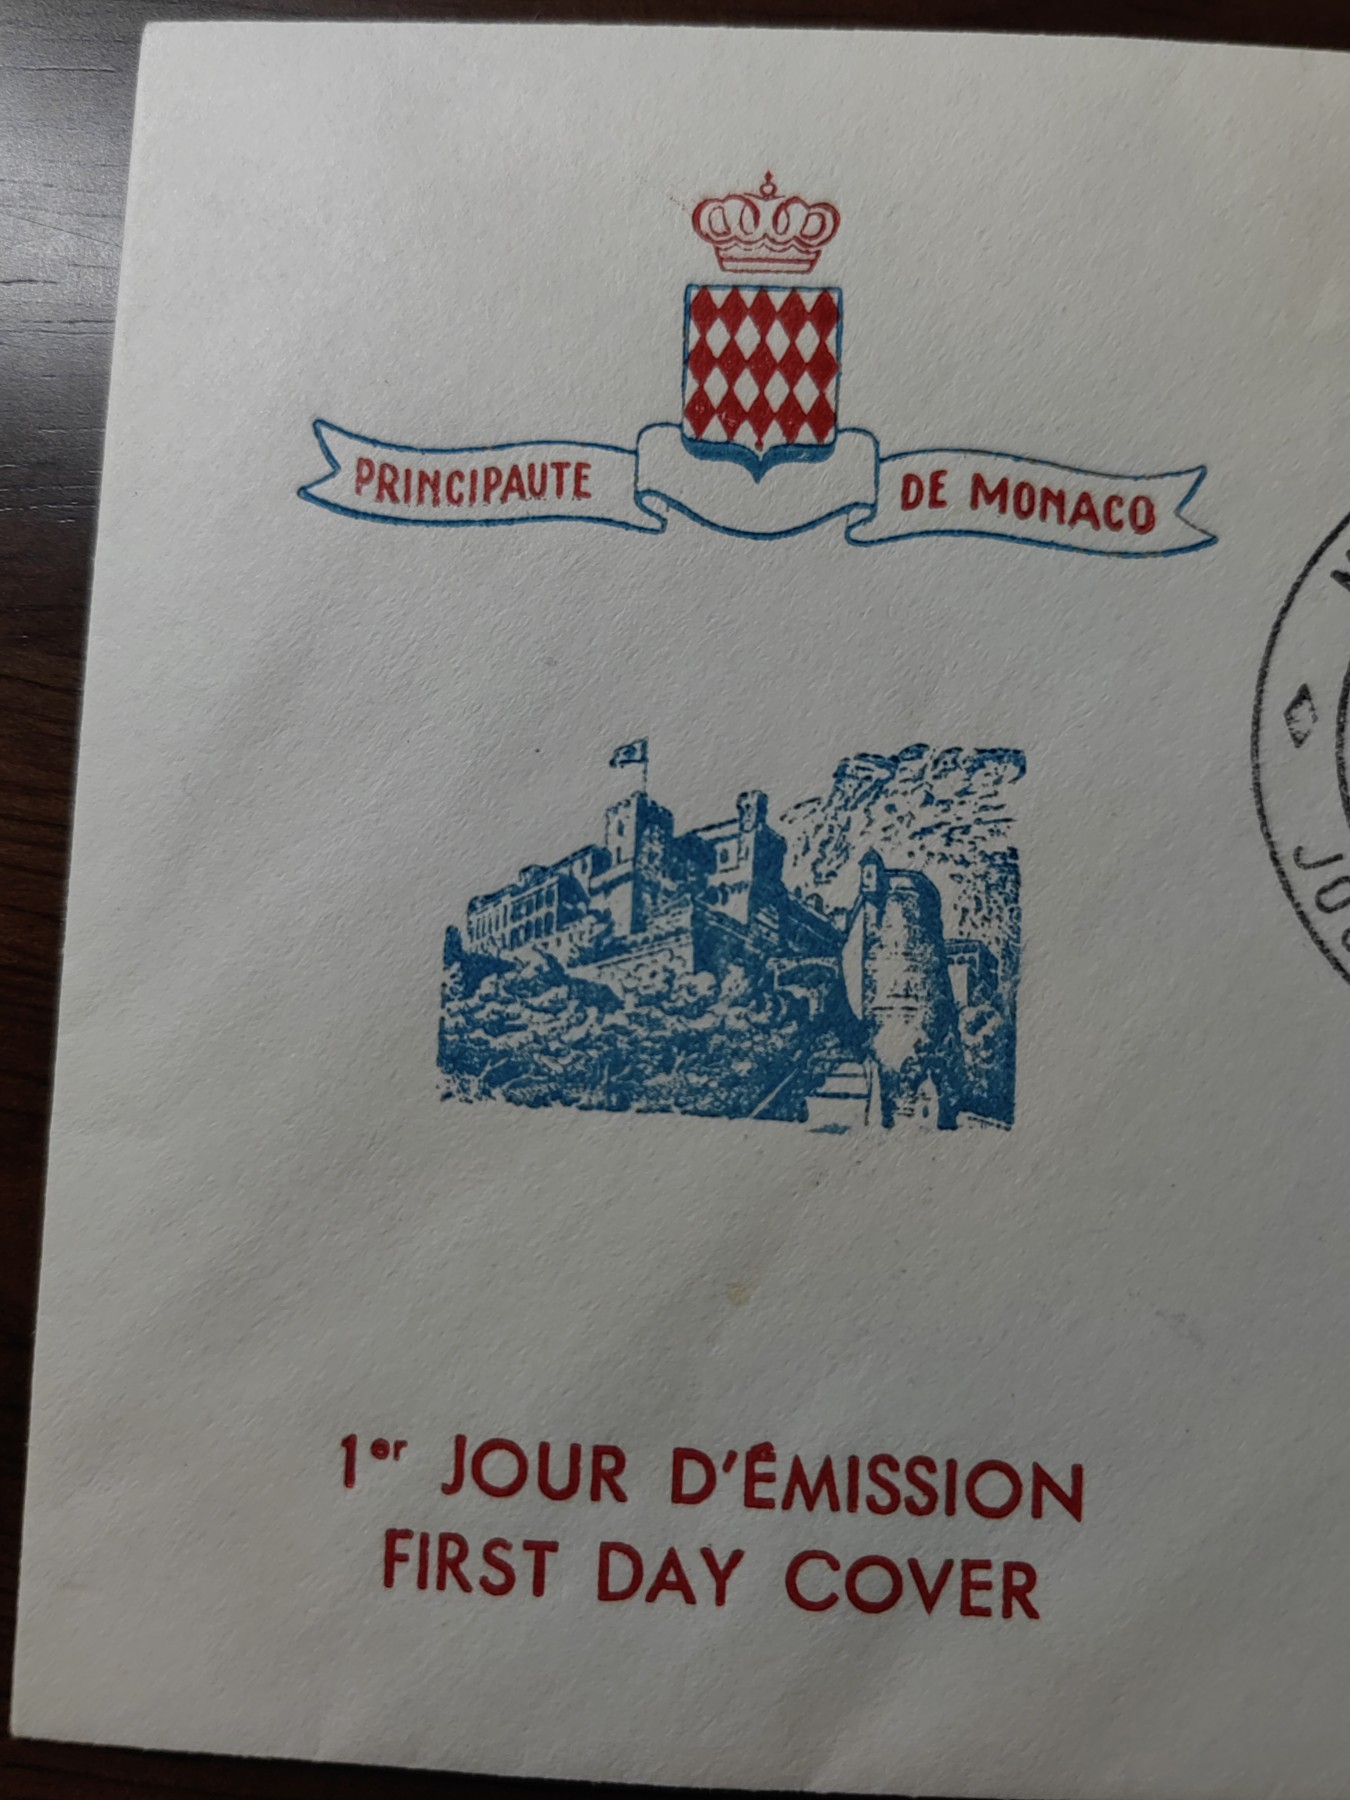 PRINCIPAUTE DE MONACO
1er JOUR D'ÉMISSION
FIRST DAY COVER